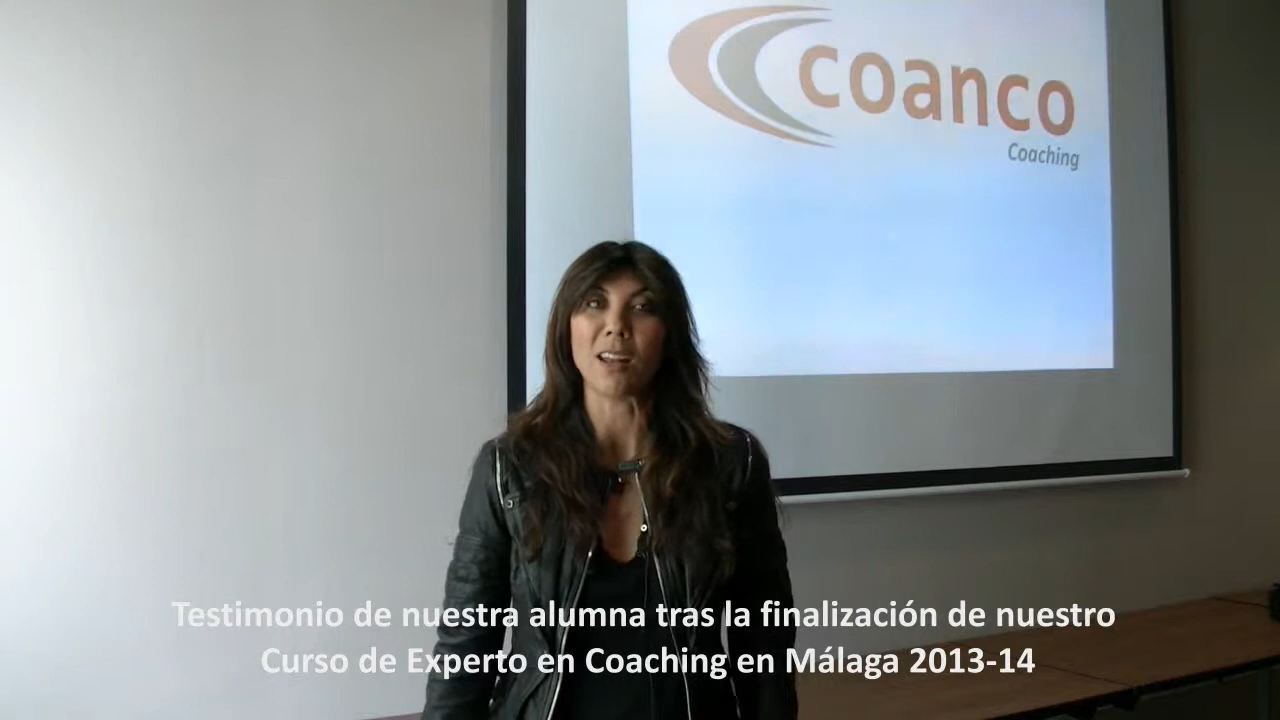 coanco
Coaching
Testimonio de nuestra alumna tras la finalización de nuestro
Curso de Experto en Coaching en Málaga 2013-14